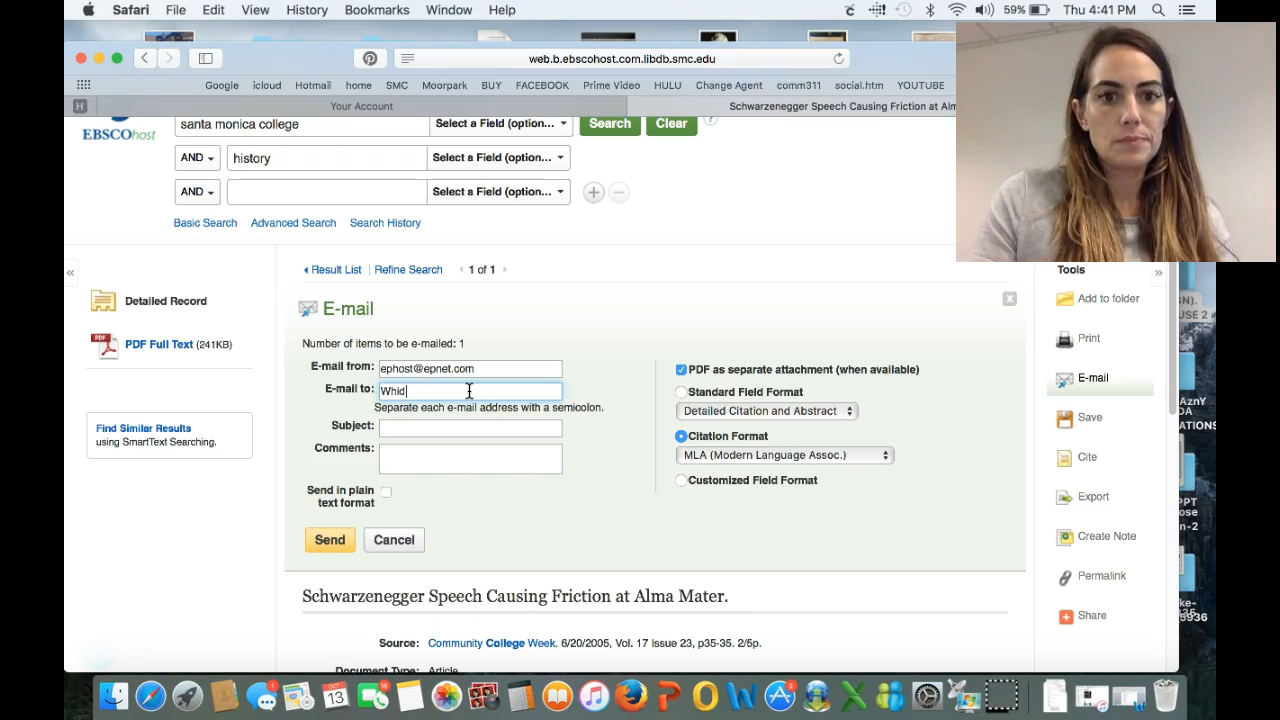 Safari File Edit View History Bookmarks Window Help 59% Thu 4:41 PM
web.b.ebscohost.com.libdb.smc.edu
Google icloud Hotmail home SMC Moorpark BUY FACEBOOK Prime Video HULU Change Agent comm311 social.htm YOUTUBE
H Your Account Schwarzenegger Speech Causing Friction at Alm
EBSCOhost
santa monica college Select a Field (option... Search Clear ?
AND history Select a Field (option...
AND Select a Field (option...
Basic Search Advanced Search Search History
Result List Refine Search 1 of 1
Tools
Detailed Record
PDF Full Text (241KB)
Find Similar Results
using SmartText Searching.
E-mail
Number of items to be e-mailed: 1
E-mail from: ephost@epnet.com
E-mail to: Whid
Separate each e-mail address with a semicolon.
Subject:
Comments:
Send in plain
text format
Send Cancel
PDF as separate attachment (when available)
Standard Field Format
Detailed Citation and Abstract
Citation Format
MLA (Modern Language Assoc.)
Customized Field Format
Add to folder
Print
E-mail
Save
Cite
Export
Create Note
Permalink
Share
Schwarzenegger Speech Causing Friction at Alma Mater.
Source: Community College Week. 6/20/2005, Vol. 17 Issue 23, p35-35. 2/5p.
Document Type: Article